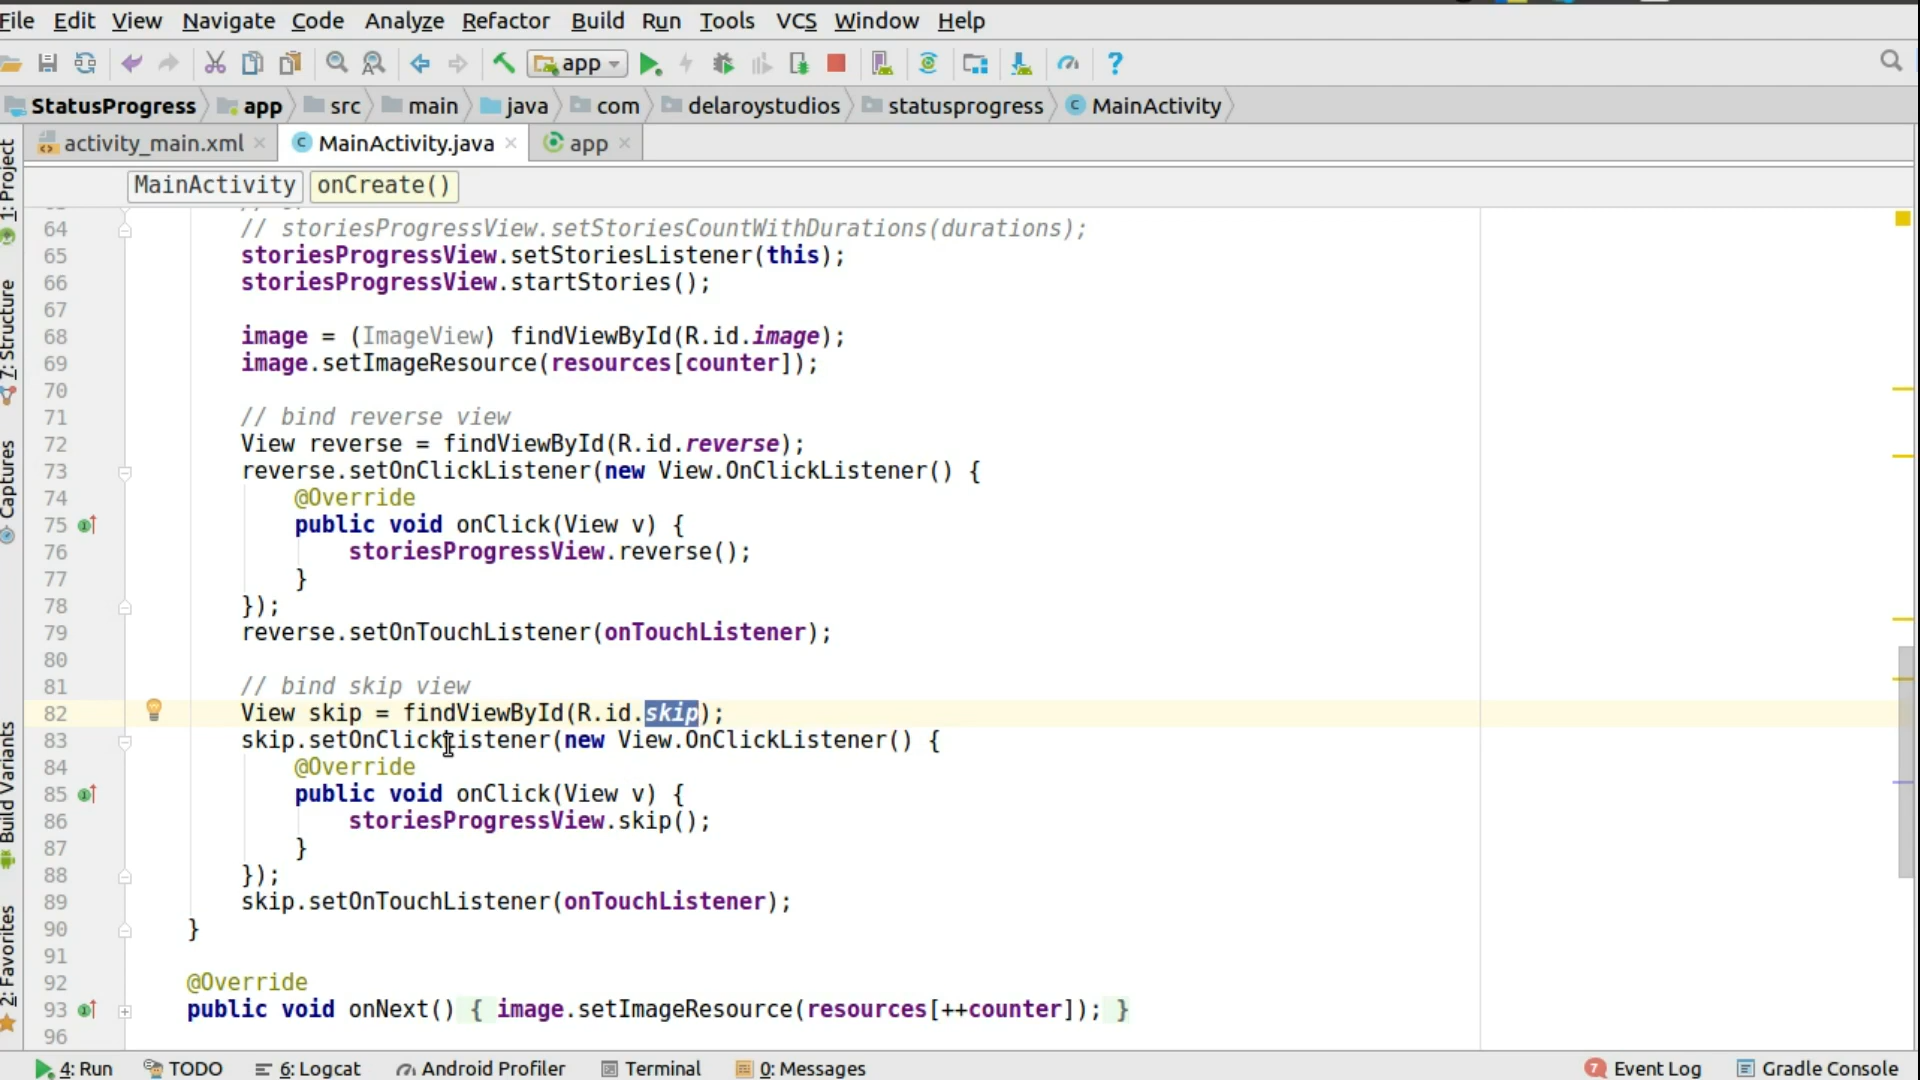 File Edit View Navigate Code Analyze Refactor Build Run Tools VCS Window Help
app
StatusProgress app src main java com delaroystudios statusprogress MainActivity
activity_main.xml MainActivity.java app
MainActivity onCreate()
64 // storiesProgressView.setStoriesCountWithDurations(durations);
65 storiesProgressView.setStoriesListener(this);
66 storiesProgressView.startStories();
67
68 image = (ImageView) findViewById(R.id.image);
69 image.setImageResource(resources[counter]);
70
71 // bind reverse view
72 View reverse = findViewById(R.id.reverse);
73 reverse.setOnClickListener(new View.OnClickListener() {
74 @Override
75 public void onClick(View v) {
76 storiesProgressView.reverse();
77 }
78 });
79 reverse.setOnTouchListener(onTouchListener);
80
81 // bind skip view
82 View skip = findViewById(R.id.skip);
83 skip.setOnClickListener(new View.OnClickListener() {
84 @Override
85 public void onClick(View v) {
86 storiesProgressView.skip();
87 }
88 });
89 skip.setOnTouchListener(onTouchListener);
90 }
91
92 @Override
93 public void onNext() { image.setImageResource(resources[++counter]); }
96
1: Project
7: Structure
Captures
Build Variants
2: Favorites
4: Run TODO 6: Logcat Android Profiler Terminal 0: Messages 7 Event Log Gradle Console